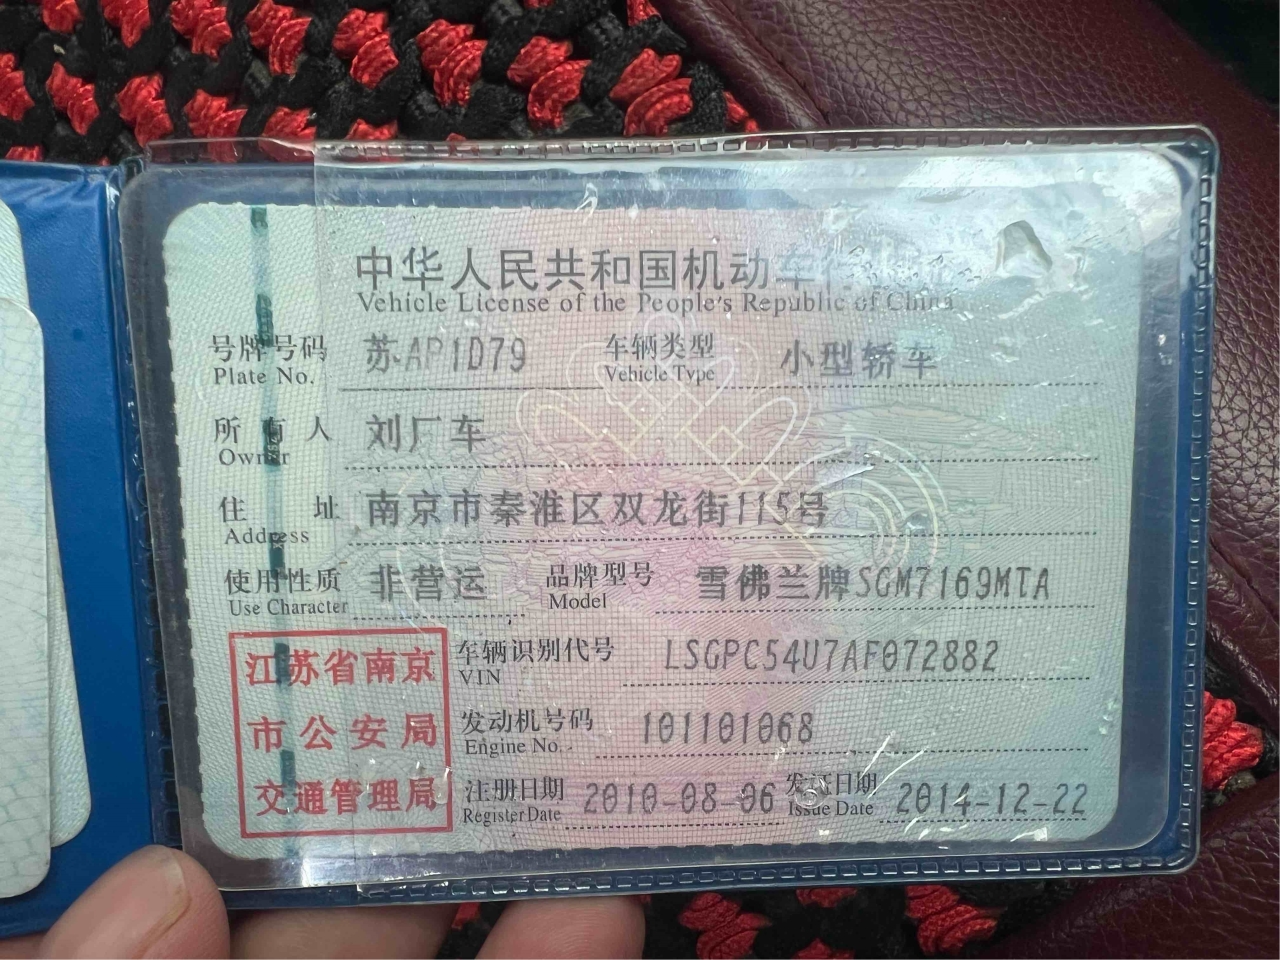 中华人民共和国机动车
Vehicle License of the People's Republic of China
号牌号码 苏AP1D79 车辆类型 小型轿车
Plate No. Vehicle Type
所有人 刘厂车
Owner
住址 南京市秦淮区双龙街115号
Address
使用性质 非营运 品牌型号 雪佛兰牌SGM7169MTA
Use Character Model
江苏省南京
市公安局
交通管理局
车辆识别代号 LSGPC54U7AF072882
VIN
发动机号码 101101068
Engine No.
注册日期 2010-08-06 发证日期 2014-12-22
Register Date Issue Date